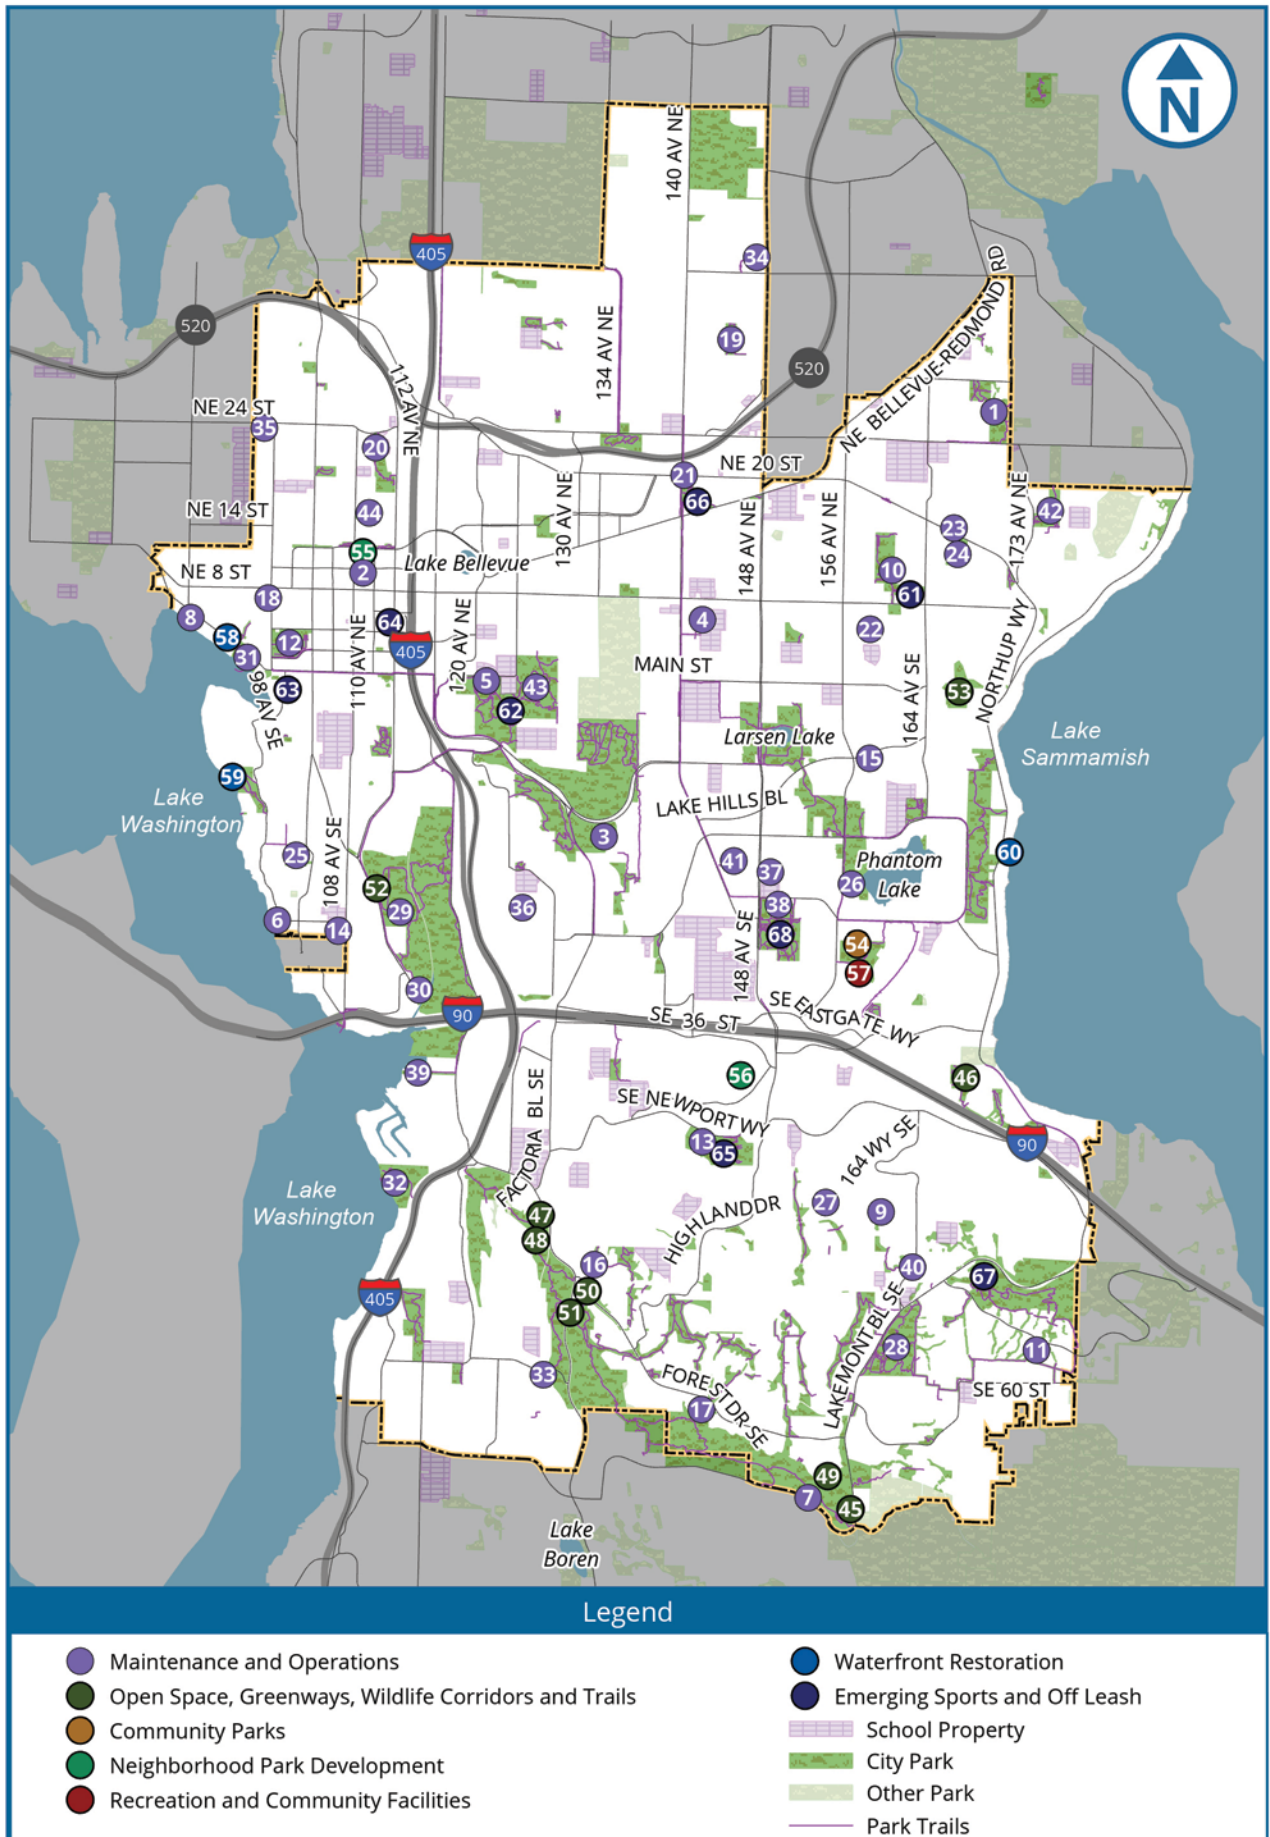 N
140 AV NE
405
34
NE BELLEVUE-REDMOND RD
520
19
134 AV NE
520
112 AV NE
1
NE 24 ST
35
20
NE 20 ST
21
66
NE 14 ST
44
130 AV NE
148 AV NE
156 AV NE
23
24
173 AV NE
42
55
Lake Bellevue
2
NE 8 ST
10
61
18
8
58
64
4
22
12
31
110 AV NE
405
120 AV NE
MAIN ST
164 AV SE
NORTHUP WY
5
43
62
63
98 AV SE
53
Larsen Lake
Lake
Sammamish
15
59
Lake
Washington
LAKE HILLS BL
3
108 AV SE
25
41
37
Phantom
Lake
60
26
52
29
36
38
6
14
68
148 AV SE
54
57
30
90
SE 36 ST
SE EASTGATE WY
39
56
46
BL SE
FACTORIA
SE NEWPORT WY
13
65
164 WY SE
90
32
Lake
Washington
27
9
HIGHLAND DR
47
48
16
40
67
50
51
405
LAKEMONT BL SE
28
11
33
FOREST DR SE
SE 60 ST
17
49
7
45
Lake
Boren
Legend
Maintenance and Operations
Open Space, Greenways, Wildlife Corridors and Trails
Community Parks
Neighborhood Park Development
Recreation and Community Facilities
Waterfront Restoration
Emerging Sports and Off Leash
School Property
City Park
Other Park
Park Trails